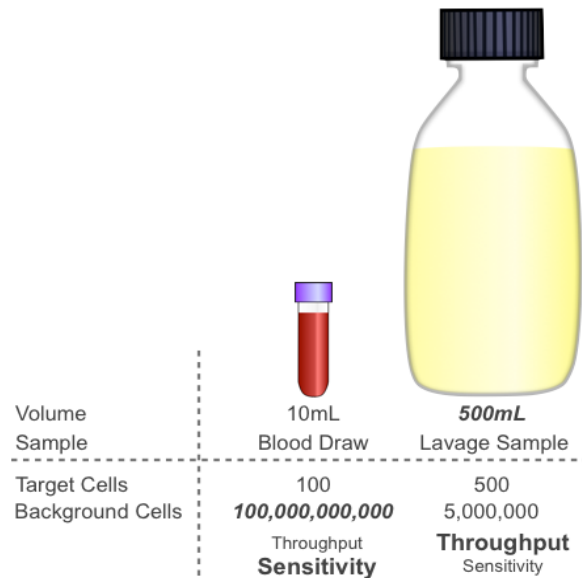 Volume 10mL 500mL
Sample Blood Draw Lavage Sample
Target Cells 100 500
Background Cells 100,000,000,000 5,000,000
Throughput Throughput
Sensitivity Sensitivity